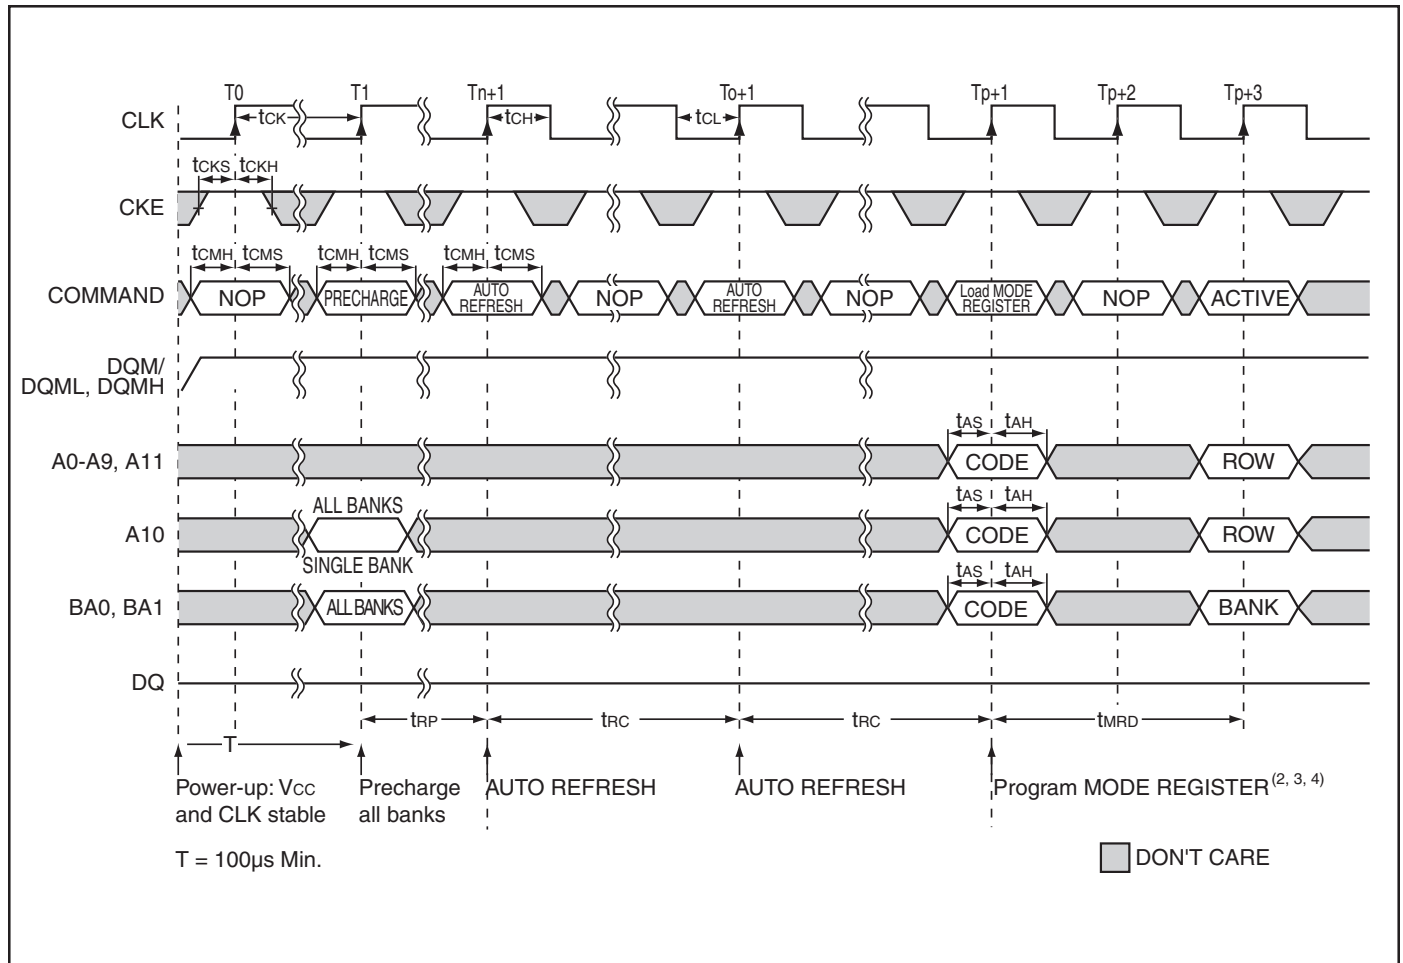 T0 T1 Tn+1 To+1 Tp+1 Tp+2 Tp+3
CLK tCK tCH tCL
tCKS tCKH
CKE
tCMH tCMS tCMH tCMS tCMH tCMS
COMMAND NOP PRECHARGE AUTO REFRESH NOP AUTO REFRESH NOP Load MODE REGISTER NOP ACTIVE
DQM/
DQML, DQMH
tAS tAH
A0-A9, A11 CODE ROW
ALL BANKS tAS tAH
A10 CODE ROW
SINGLE BANK tAS tAH
BA0, BA1 ALL BANKS CODE BANK
DQ
tRP tRC tRC tMRD
T
Power-up: VCC Precharge AUTO REFRESH AUTO REFRESH Program MODE REGISTER (2, 3, 4)
and CLK stable all banks
T = 100µs Min. DON'T CARE